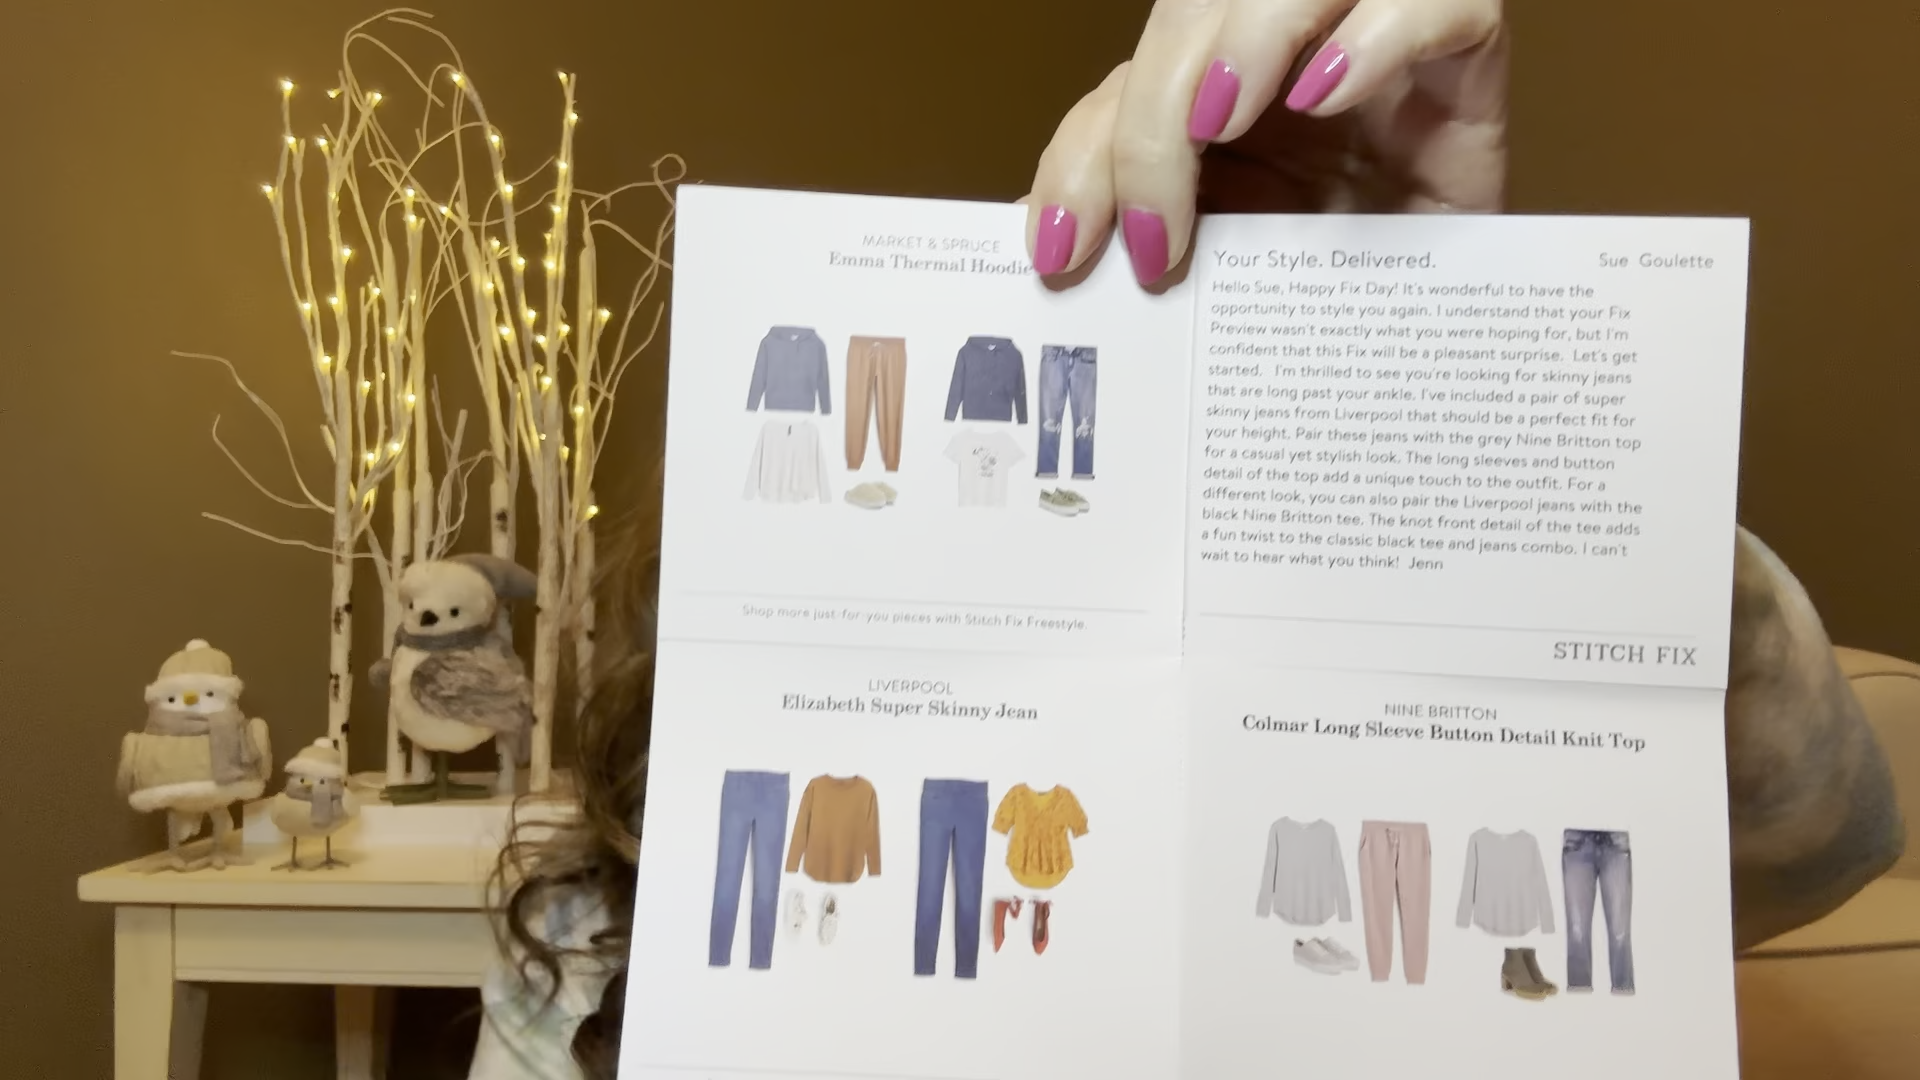 MARKET & SPRUCE
Emma Thermal Hoodie
Shop more just-for-you pieces with Stitch Fix Freestyle.
Your Style. Delivered.
Sue Goulette
Hello Sue, Happy Fix Day! It's wonderful to have the
opportunity to style you again. I understand that your Fix
Preview wasn't exactly what you were hoping for, but I'm
confident that this Fix will be a pleasant surprise. Let's get
started. I'm thrilled to see you're looking for skinny jeans
that are long past your ankle. I've included a pair of super
skinny jeans from Liverpool that should be a perfect fit for
your height. Pair these jeans with the grey Nine Britton top
for a casual yet stylish look. The long sleeves and button
detail of the top add a unique touch to the outfit. For a
different look, you can also pair the Liverpool jeans with the
black Nine Britton tee. The knot front detail of the tee adds
a fun twist to the classic black tee and jeans combo. I can't
wait to hear what you think! Jenn
STITCH FIX
LIVERPOOL
Elizabeth Super Skinny Jean
NINE BRITTON
Colmar Long Sleeve Button Detail Knit Top